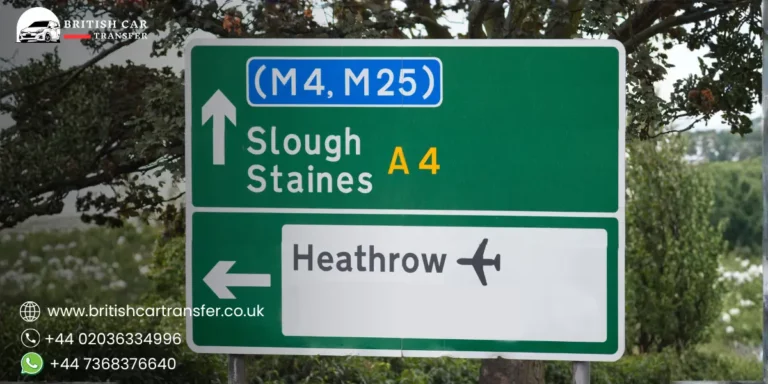 BRITISH CAR
TRANSFER
(M4, M25)
Slough
Staines
A4
Heathrow
www.britishcartransfer.co.uk
+44 02036334996
+44 7368376640